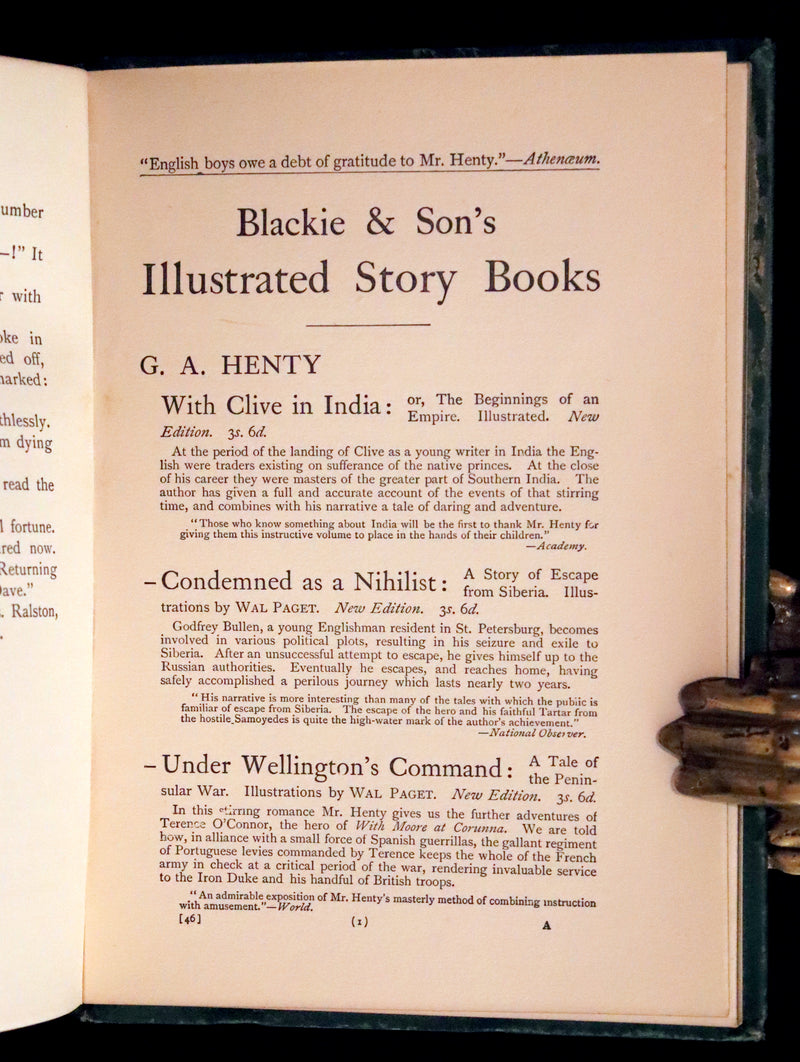 umber
—!" It
r with
oke in
ed off,
arked:
thlessly.
m dying
read the
l fortune.
red now.
Returning
Dave."
. Ralston,
"English boys owe a debt of gratitude to Mr. Henty."—Athenæum.
Blackie & Son's
Illustrated Story Books
G. A. HENTY
With Clive in India: or, The Beginnings of an
Empire. Illustrated. New
Edition. 3s. 6d.
At the period of the landing of Clive as a young writer in India the Eng-
lish were traders existing on sufferance of the native princes. At the close
of his career they were masters of the greater part of Southern India. The
author has given a full and accurate account of the events of that stirring
time, and combines with his narrative a tale of daring and adventure.
"Those who know something about India will be the first to thank Mr. Henty for
giving them this instructive volume to place in the hands of their children."
—Academy.
—Condemned as a Nihilist: A Story of Escape
from Siberia. Illus-
trations by WAL PAGET. New Edition. 3s. 6d.
Godfrey Bullen, a young Englishman resident in St. Petersburg, becomes
involved in various political plots, resulting in his seizure and exile to
Siberia. After an unsuccessful attempt to escape, he gives himself up to the
Russian authorities. Eventually he escapes, and reaches home, having
safely accomplished a perilous journey which lasts nearly two years.
"His narrative is more interesting than many of the tales with which the public is
familiar of escape from Siberia. The escape of the hero and his faithful Tartar from
the hostile Samoyedes is quite the high-water mark of the author's achievement."
—National Observer.
—Under Wellington's Command: A Tale of
the Penin-
sular War. Illustrations by WAL PAGET. New Edition. 3s. 6d.
In this stirring romance Mr. Henty gives us the further adventures of
Terence O'Connor, the hero of With Moore at Corunna. We are told
how, in alliance with a small force of Spanish guerrillas, the gallant regiment
of Portuguese levies commanded by Terence keeps the whole of the French
army in check at a critical period of the war, rendering invaluable service
to the Iron Duke and his handful of British troops.
"An admirable exposition of Mr. Henty's masterly method of combining instruction
with amusement."—World.
[46] (1) A